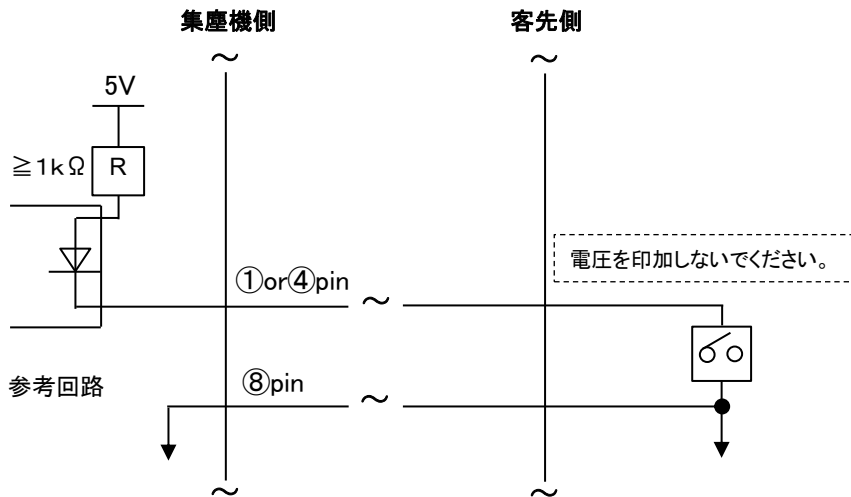 集塵機側
客先側
5V
≧1kΩ
R
電圧を印加しないでください。
①or④pin
⑧pin
参考回路